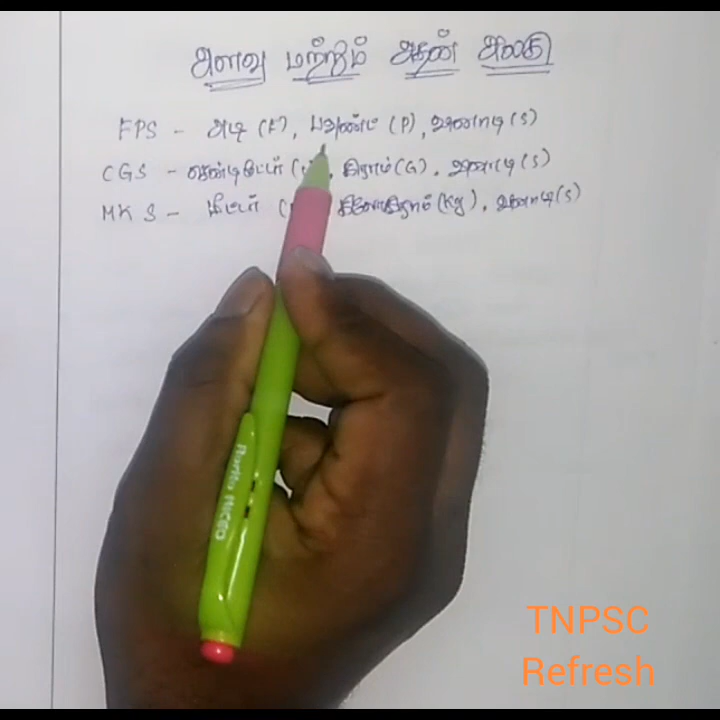 அளவு மற்றும் அதன் அலகு
FPS - அடி (F), பவுண்ட் (P), வினாடி (S)
CGS - சென்டிமீட்டர் ( கிராம் (G), வினாடி (S)
MKS - மீட்டர் ( கிலோகிராம் (Kg), வினாடி (S)
TNPSC
Refresh